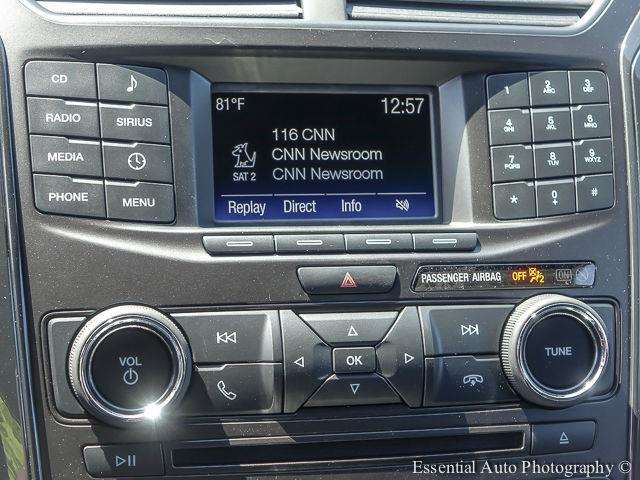 CD
RADIO SIRIUS
MEDIA
PHONE MENU
81°F 12:57
116 CNN
CNN Newsroom
SAT 2 CNN Newsroom
Replay Direct Info
1 2 ABC 3 DEF
4 GHI 5 JKL 6 MNO
7 PQRS 8 TUV 9 WXYZ
* 0 #
PASSENGER AIRBAG OFF 2 ON
VOL OK TUNE
Essential Auto Photography ©